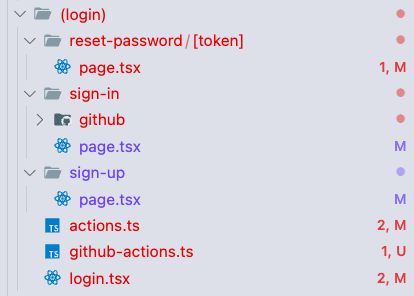 (login)
reset-password / [token]
page.tsx 1, M
sign-in
github
page.tsx M
sign-up
page.tsx M
TS actions.ts 2, M
TS github-actions.ts 1, U
login.tsx 2, M